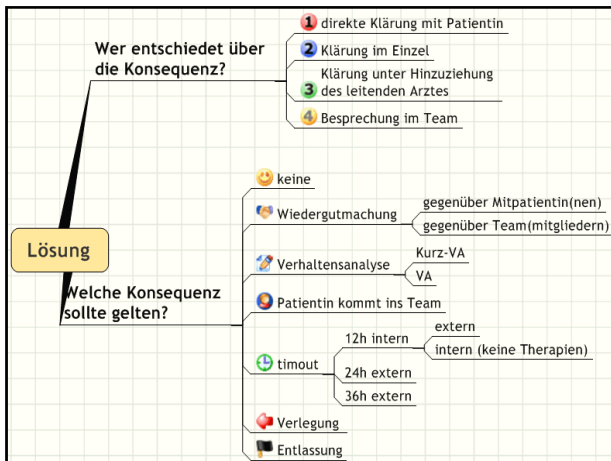 Lösung
Wer entschiedet über
die Konsequenz?
1 direkte Klärung mit Patientin
2 Klärung im Einzel
3 Klärung unter Hinzuziehung
des leitenden Arztes
4 Besprechung im Team
Welche Konsequenz
sollte gelten?
keine
Wiedergutmachung
gegenüber Mitpatientin(nen)
gegenüber Team(mitgliedern)
Verhaltensanalyse
Kurz-VA
VA
Patientin kommt ins Team
timout
12h intern
extern
intern (keine Therapien)
24h extern
36h extern
Verlegung
Entlassung